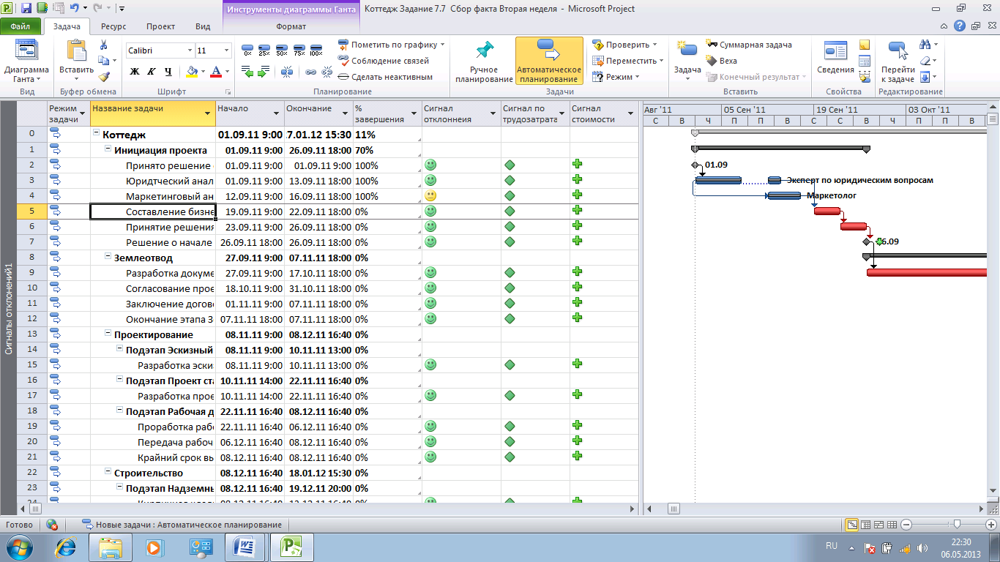 Инструменты диаграммы Ганта
Коттедж Задание 7.7 Сбор факта Вторая неделя - Microsoft Project
Файл Задача Ресурс Проект Вид Формат
Диаграмма Ганта
Вид
Вставить
Буфер обмена
Calibri 11
Ж К Ч А
Шрифт
0% 25% 50% 75% 100%
Пометить по графику
Соблюдение связей
Сделать неактивным
Планирование
Ручное планирование
Автоматическое планирование
Проверить
Переместить
Режим
Задачи
Задача
Суммарная задача
Веха
Конечный результат
Вставить
Сведения
Свойства
Перейти к задаче
Редактирование
Режим задачи Название задачи Начало Окончание % завершения Сигнал отклоннеия Сигнал по трудозатрата Сигнал стоимости
Авг '11 05 Сен '11 19 Сен '11 03 Окт '11
С В Ч П П В С В Ч П П В
0 Коттедж 01.09.11 9:00 7.01.12 15:30 11%
1 Инициация проекта 01.09.11 9:00 26.09.11 18:00 70%
2 Принято решение 01.09.11 9:00 01.09.11 9:00 100%
01.09
3 Юридтческий анал 01.09.11 9:00 13.09.11 18:00 100%
Эксперт по юридическим вопросам
4 Маркетинговый ан 12.09.11 9:00 16.09.11 18:00 100%
Маркетолог
5 Составление бизне 19.09.11 9:00 22.09.11 18:00 0%
6 Принятие решения 23.09.11 9:00 26.09.11 18:00 0%
7 Решение о начале 26.09.11 18:00 26.09.11 18:00 0%
6.09
8 Землеотвод 27.09.11 9:00 07.11.11 18:00 0%
9 Разработка докуме 27.09.11 9:00 17.10.11 18:00 0%
10 Согласование прое 18.10.11 9:00 31.10.11 18:00 0%
11 Заключение догово 01.11.11 9:00 07.11.11 18:00 0%
12 Окончание этапа З 07.11.11 18:00 07.11.11 18:00 0%
13 Проектирование 08.11.11 9:00 08.12.11 16:40 0%
14 Подэтап Эскизный 08.11.11 9:00 10.11.11 13:00 0%
15 Разработка эски 08.11.11 9:00 10.11.11 13:00 0%
16 Подэтап Проект ста 10.11.11 14:00 22.11.11 16:40 0%
17 Разработка прое 10.11.11 14:00 22.11.11 16:40 0%
18 Подэтап Рабочая д 22.11.11 16:40 08.12.11 16:40 0%
19 Проработка рабо 22.11.11 16:40 06.12.11 16:40 0%
20 Передача рабоч 06.12.11 16:40 08.12.11 16:40 0%
21 Крайний срок вы 08.12.11 16:40 08.12.11 16:40 0%
22 Строительство 08.12.11 16:40 18.01.12 15:30 0%
23 Подэтап Надземнь 08.12.11 16:40 19.12.11 20:00 0%
Сигналы отклонений1
Готово Новые задачи : Автоматическое планирование
RU
22:30
06.05.2013